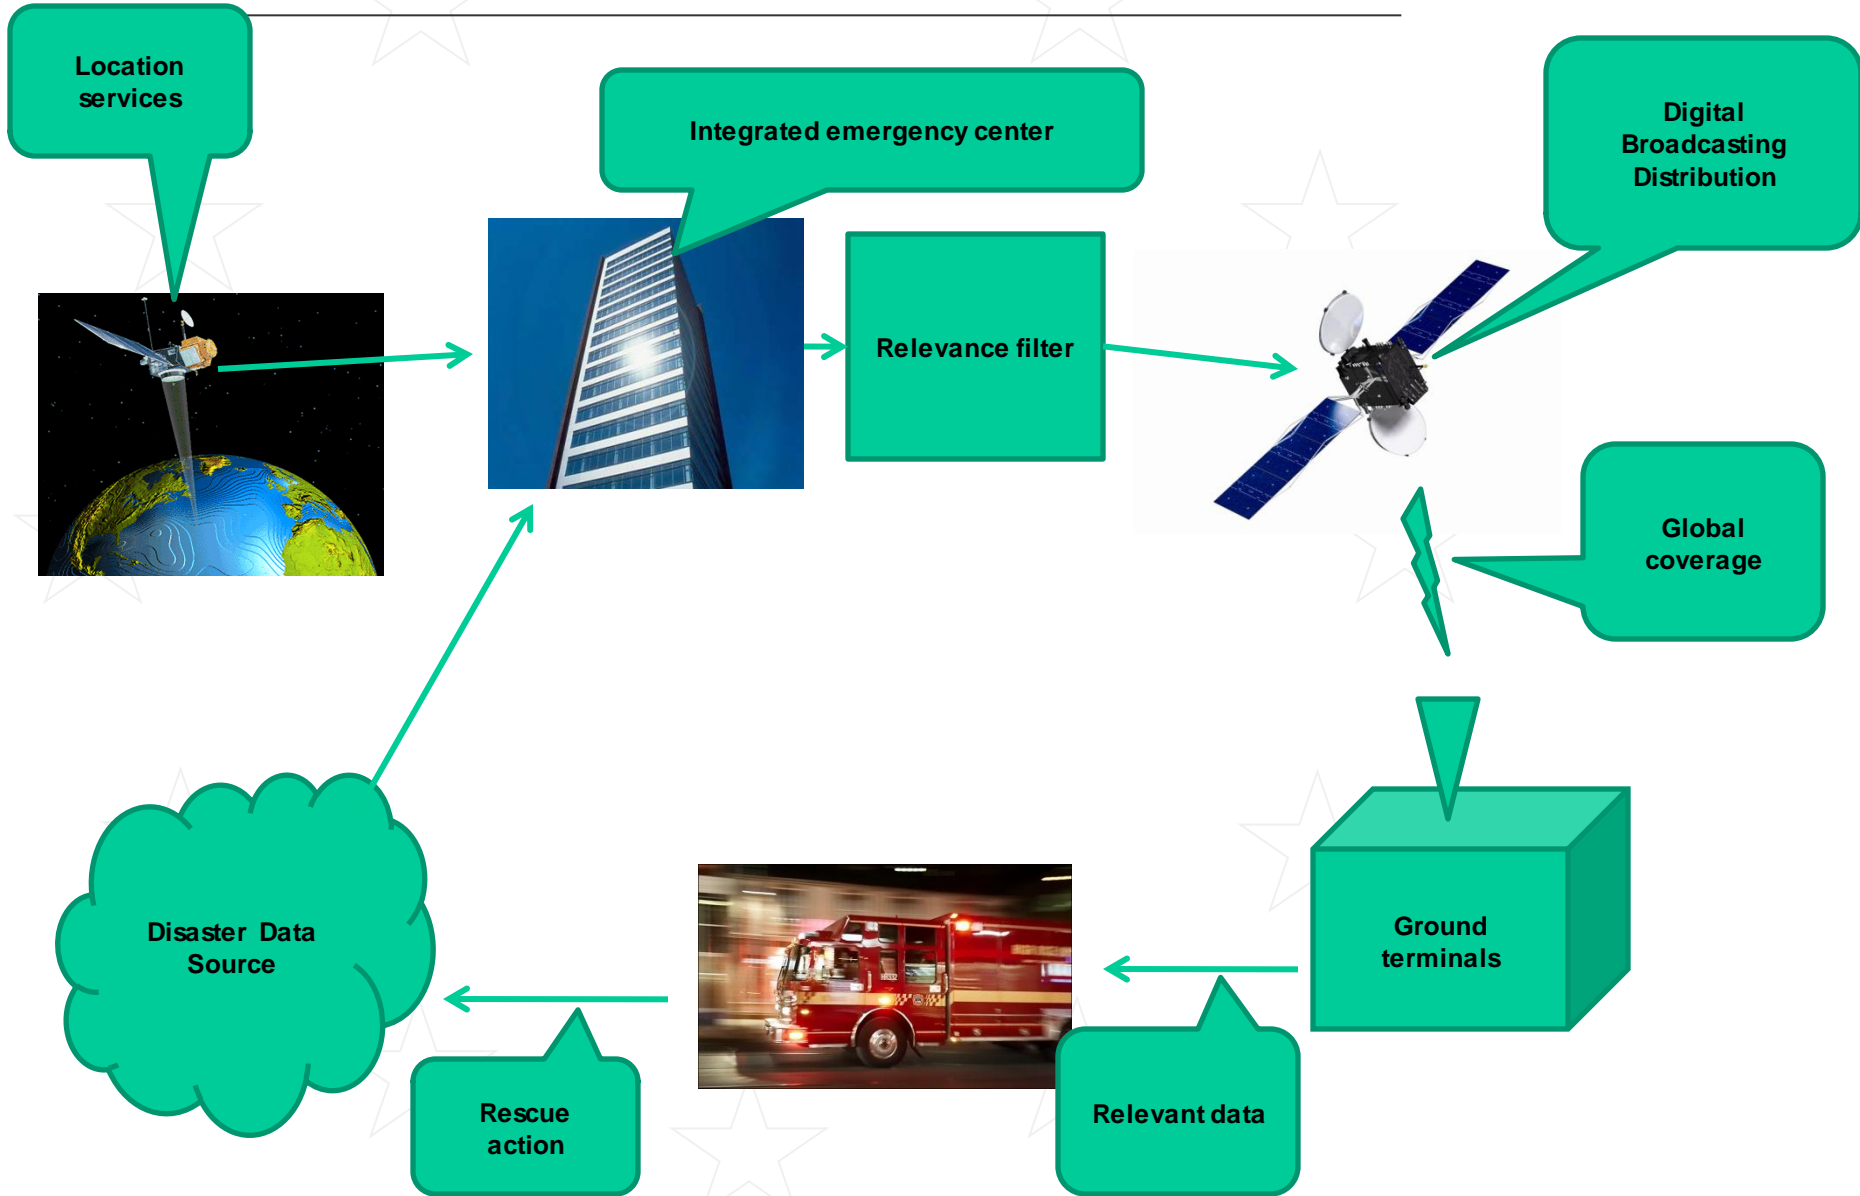 Location
services
Integrated emergency center
Digital
Broadcasting
Distribution
Relevance filter
Global
coverage
Disaster Data
Source
Ground
terminals
Rescue
action
Relevant data